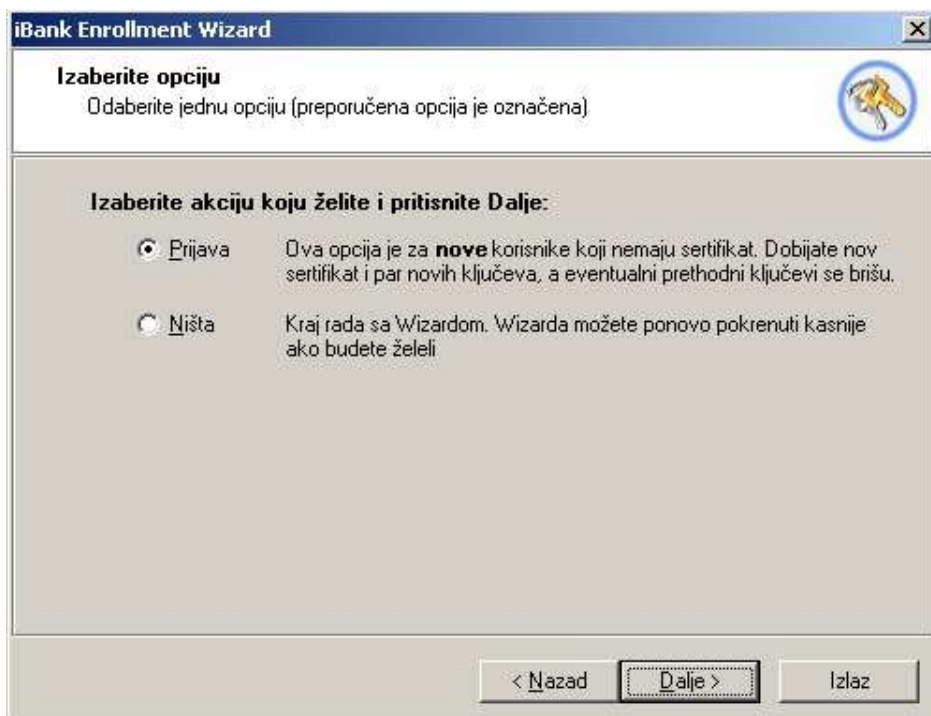 iBank Enrollment Wizard
Izaberite opciju
Odaberite jednu opciju (preporučena opcija je označena)
Izaberite akciju koju želite i pritisnite Dalje:
Prijava
Ova opcija je za nove korisnike koji nemaju sertifikat. Dobijate nov
sertifikat i par novih ključeva, a eventualni prethodni ključevi se brišu.
Ništa
Kraj rada sa Wizardom. Wizarda možete ponovo pokrenuti kasnije
ako budete želeli
< Nazad
Dalje >
Izlaz